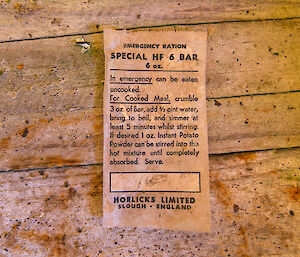 EMERGENCY RATION
SPECIAL HF 6 BAR
6 oz.
In emergency can be eaten
uncooked.
For Cooked Meal, crumble
3 oz. of Bar, add ½ pint water,
bring to boil, and simmer at
least 5 minutes whilst stirring.
If desired 1 oz. Instant Potato
Powder can be stirred into the
hot mixture until completely
absorbed. Serve.
HORLICKS LIMITED
SLOUGH - ENGLAND